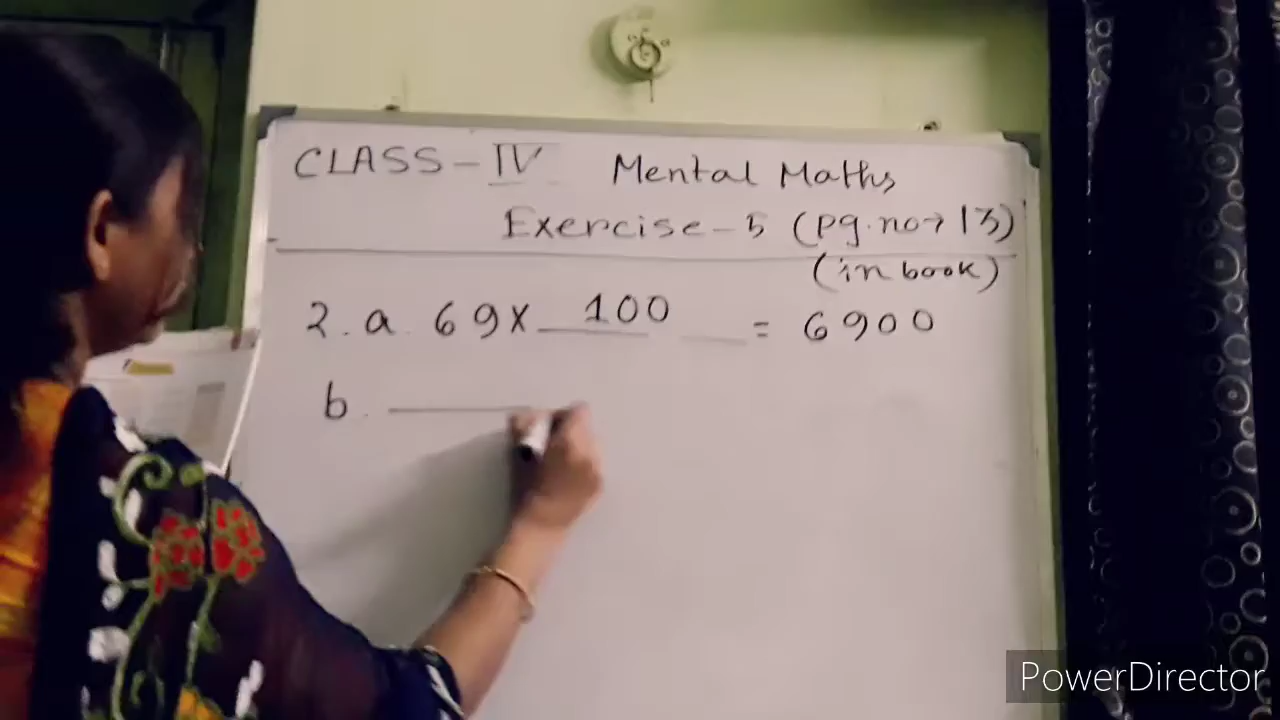 CLASS - IV Mental Maths
Exercise - 5 (pg.no→13)
(in book)
2. a. 69 x 100 = 6900
b.
PowerDirector